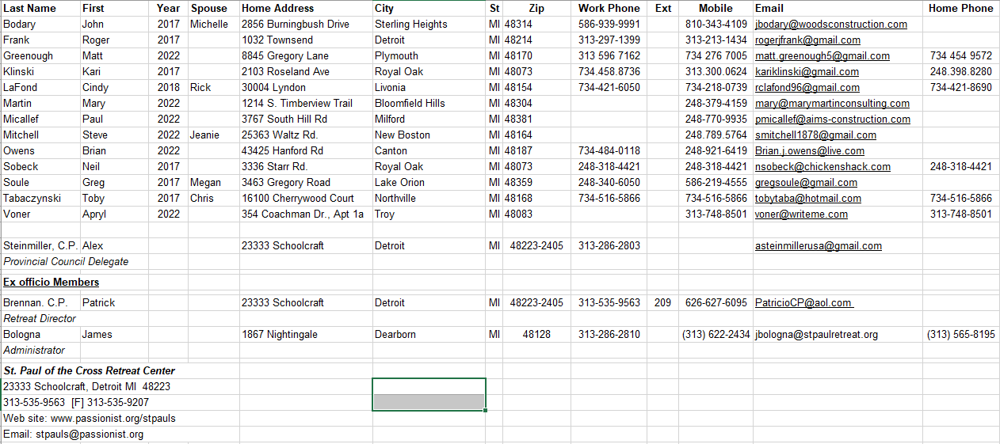 Last Name First Year Spouse Home Address City St Zip Work Phone Ext Mobile Email Home Phone
Bodary John 2017 Michelle 2856 Burningbush Drive Sterling Heights MI 48314 586-939-9991 810-343-4109 jbodary@woodsconstruction.com
Frank Roger 2017 1032 Townsend Detroit MI 48214 313-297-1399 313-213-1434 rogerjfrank@gmail.com
Greenough Matt 2022 8845 Gregory Lane Plymouth MI 48170 313 596 7162 734 276 7005 matt.greenough5@gmail.com 734 454 9572
Klinski Kari 2017 2103 Roseland Ave Royal Oak MI 48073 734.458.8736 313.300.0624 kariklinski@gmail.com 248.398.8280
LaFond Cindy 2018 Rick 30004 Lyndon Livonia MI 48154 734-421-6050 734-218-0739 rclafond96@gmail.com 734-421-8690
Martin Mary 2022 1214 S. Timberview Trail Bloomfield Hills MI 48304 248-379-4159 mary@marymartinconsulting.com
Micallef Paul 2022 3767 South Hill Rd Milford MI 48381 248-770-9935 pmicallef@aims-construction.com
Mitchell Steve 2022 Jeanie 25363 Waltz Rd. New Boston MI 48164 248.789.5764 smitchell1878@gmail.com
Owens Brian 2022 43425 Hanford Rd Canton MI 48187 734-484-0118 248-921-6419 Brian.j.owens@live.com
Sobeck Neil 2017 3336 Starr Rd. Royal Oak MI 48073 248-318-4421 248-318-4421 nsobeck@chickenshack.com 248-318-4421
Soule Greg 2017 Megan 3463 Gregory Road Lake Orion MI 48359 248-340-6050 586-219-4555 gregsoule@gmail.com
Tabaczynski Toby 2017 Chris 16100 Cherrywood Court Northville MI 48168 734-516-5866 734-516-5866 tobytaba@hotmail.com 734-516-5866
Voner Apryl 2022 354 Coachman Dr., Apt 1a Troy MI 48083 313-748-8501 voner@writeme.com 313-748-8501
Steinmiller, C.P. Alex 23333 Schoolcraft Detroit MI 48223-2405 313-286-2803 asteinmillerusa@gmail.com
Provincial Council Delegate
Ex officio Members
Brennan. C.P. Patrick 23333 Schoolcraft Detroit MI 48223-2405 313-535-9563 209 626-627-6095 PatricioCP@aol.com
Retreat Director
Bologna James 1867 Nightingale Dearborn MI 48128 313-286-2810 (313) 622-2434 jbologna@stpaulretreat.org (313) 565-8195
Administrator
St. Paul of the Cross Retreat Center
23333 Schoolcraft, Detroit MI 48223
313-535-9563 [F] 313-535-9207
Web site: www.passionist.org/stpauls
Email: stpauls@passionist.org